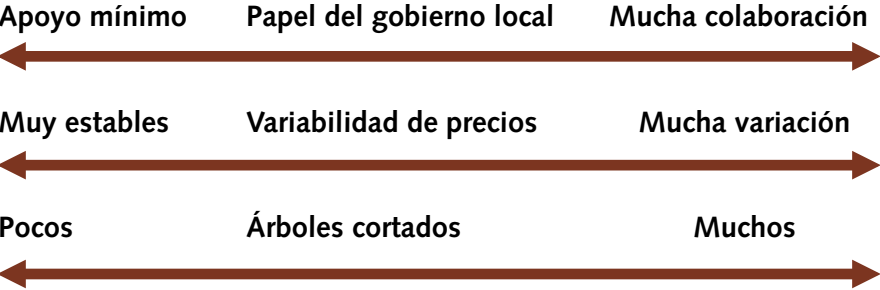 Apoyo mínimo Papel del gobierno local Mucha colaboración
Muy estables Variabilidad de precios Mucha variación
Pocos Árboles cortados Muchos